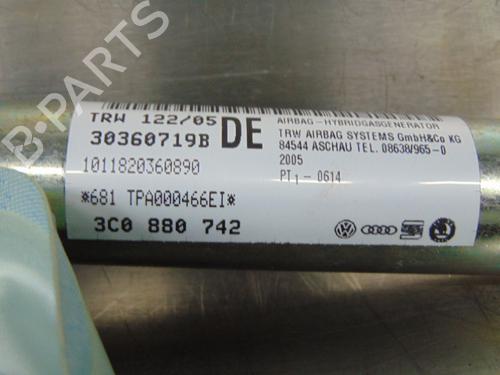 B PARTS
TRW 122/05
30360719B
DE
1011820360890
*681 TPA000466EI*
3C0 880 742
AIRBAG-HYBRIDGASGENERATOR
TRW AIRBAG SYSTEMS GmbH&Co KG
84544 ASCHAU TEL. 08638/965-0
2005
PT1- 0614